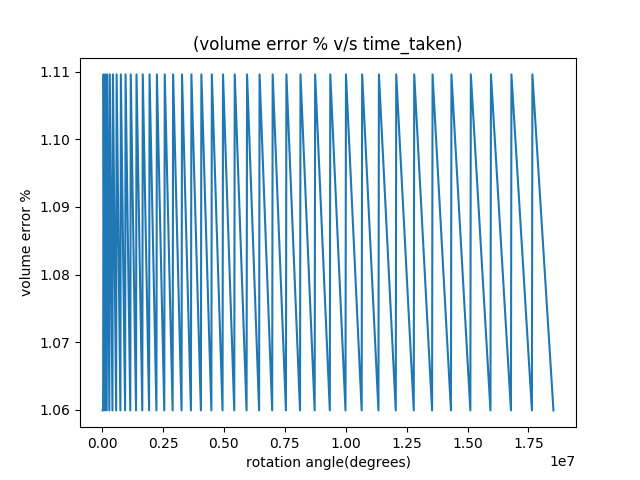 (volume error % v/s time_taken)
1.11
1.10
1.09
1.08
1.07
1.06
volume error %
0.00 0.25 0.50 0.75 1.00 1.25 1.50 1.75
1e7
rotation angle(degrees)